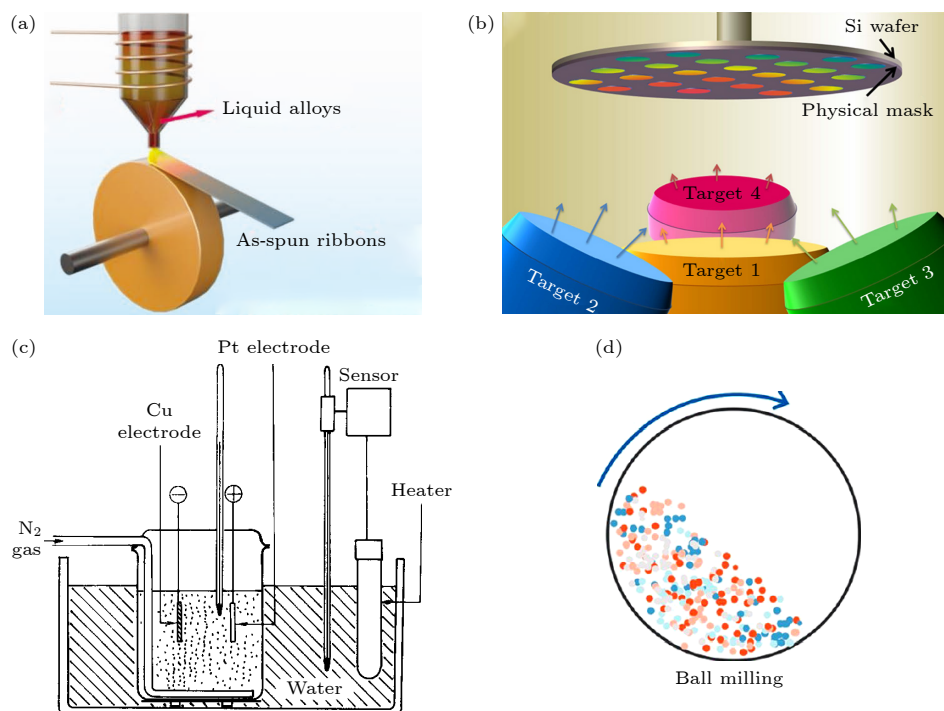 (a)
Liquid alloys
As-spun ribbons
(b)
Si wafer
Physical mask
Target 4
Target 1
Target 2
Target 3
(c)
Pt electrode
Sensor
Cu
electrode
Heater
N₂
gas
⊖
⊕
Water
(d)
Ball milling